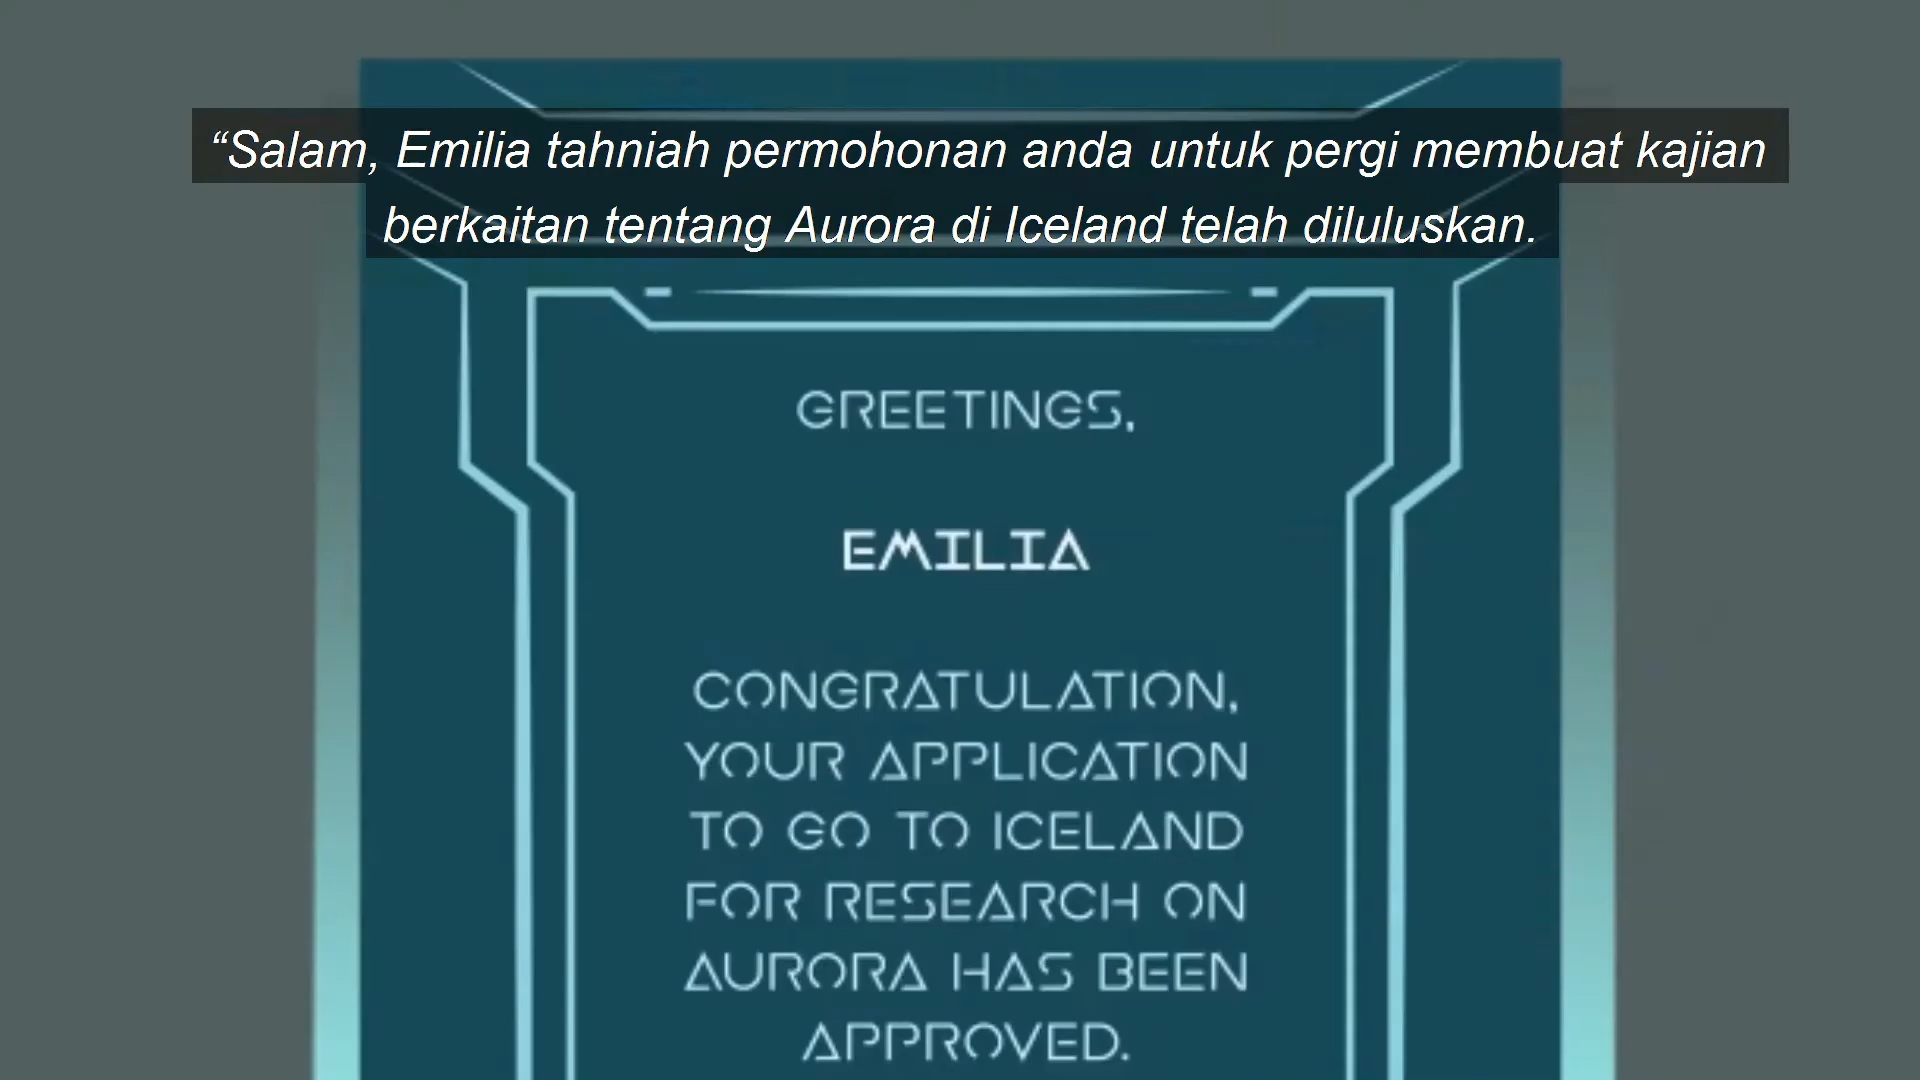 “Salam, Emilia tahniah permohonan anda untuk pergi membuat kajian
berkaitan tentang Aurora di Iceland telah diluluskan.
GREETINGS,
EMILIA
CONGRATULATION,
YOUR APPLICATION
TO GO TO ICELAND
FOR RESEARCH ON
AURORA HAS BEEN
APPROVED.